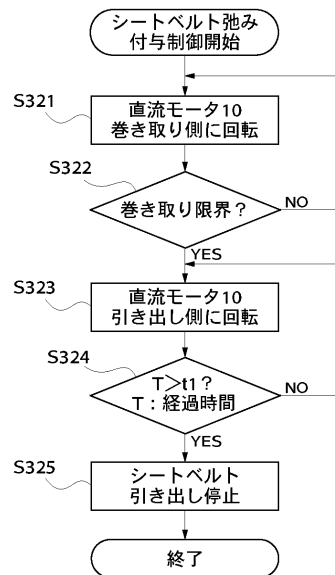 シートベルト弛み
付与制御開始
S321
直流モータ10
巻き取り側に回転
S322
巻き取り限界？
NO
YES
S323
直流モータ10
引き出し側に回転
S324
T>t1？
T：経過時間
NO
YES
S325
シートベルト
引き出し停止
終了